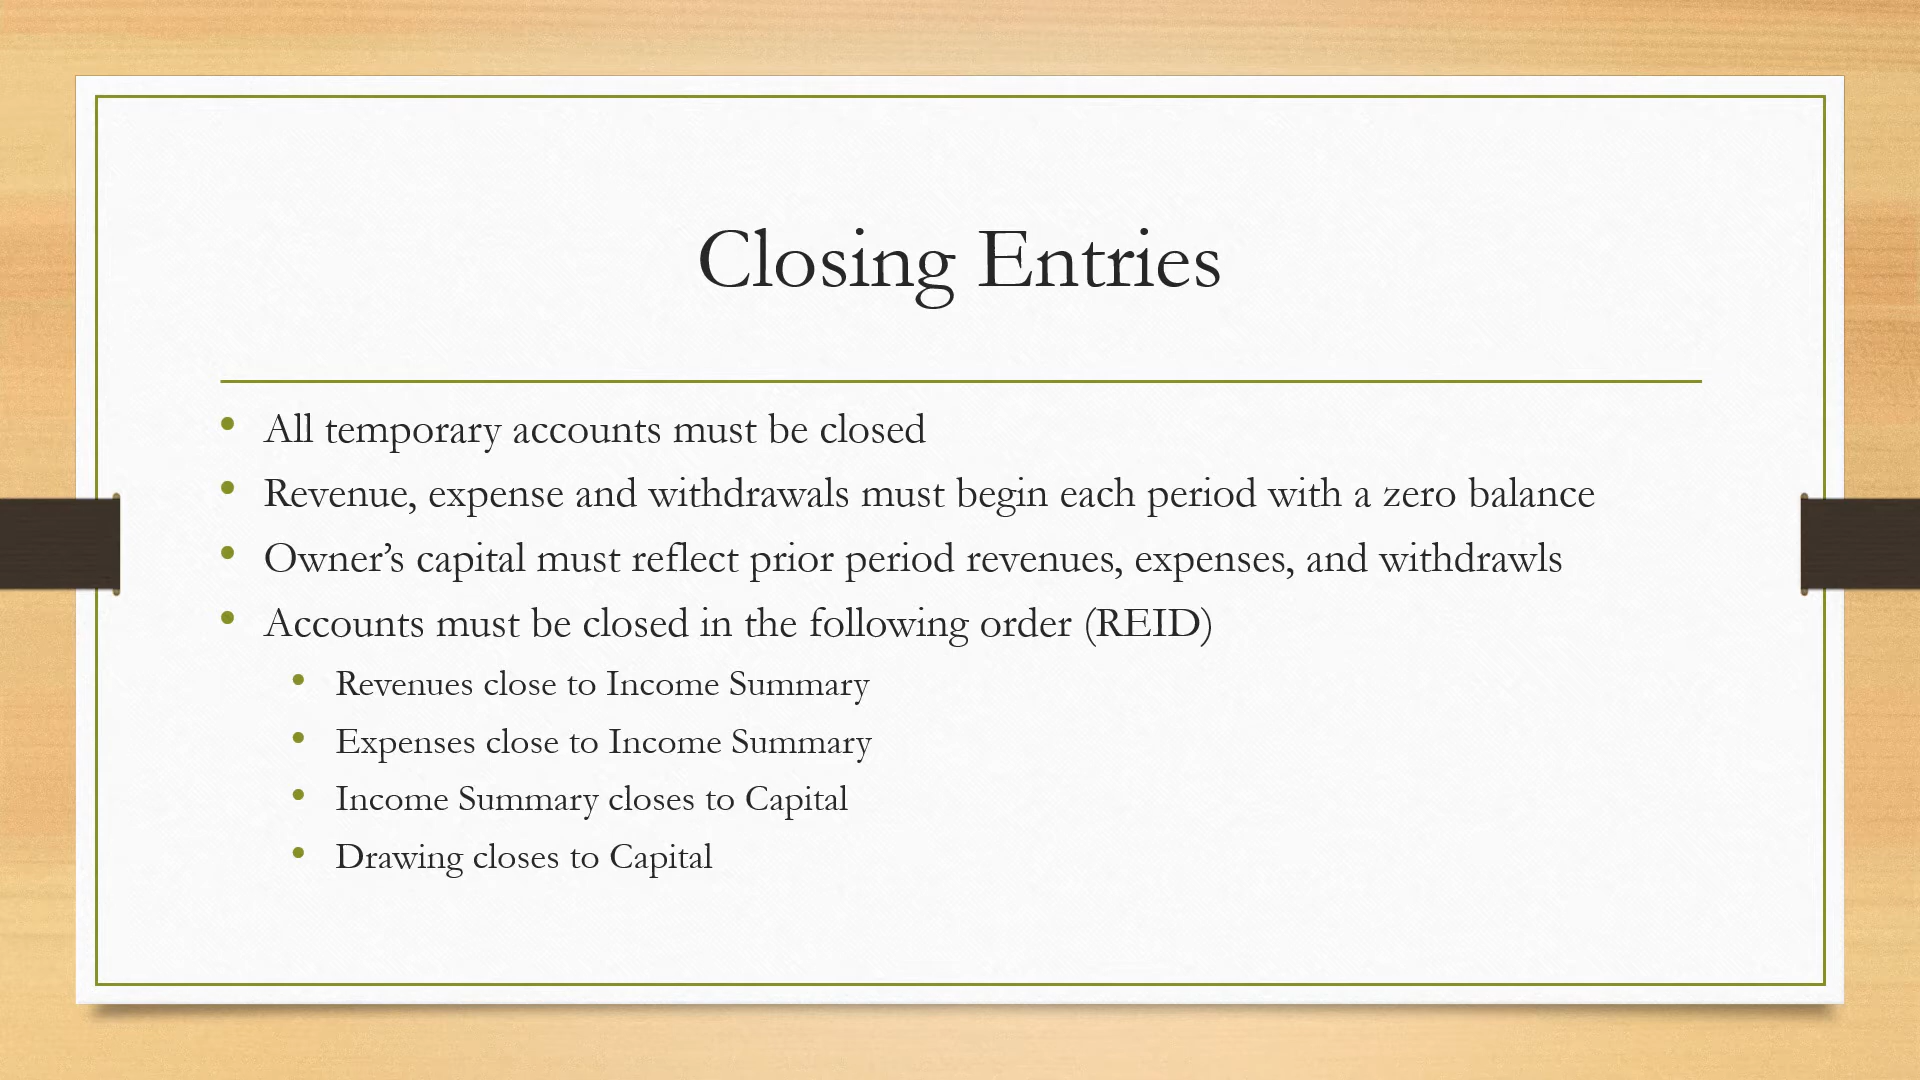 Closing Entries
• All temporary accounts must be closed
• Revenue, expense and withdrawals must begin each period with a zero balance
• Owner’s capital must reflect prior period revenues, expenses, and withdrawls
• Accounts must be closed in the following order (REID)
• Revenues close to Income Summary
• Expenses close to Income Summary
• Income Summary closes to Capital
• Drawing closes to Capital